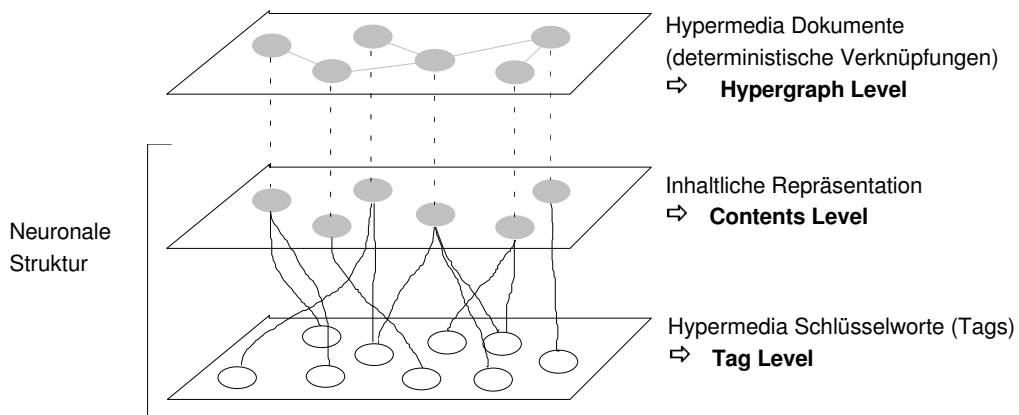 Hypermedia Dokumente
(deterministische Verknüpfungen)
⇨ Hypergraph Level
Inhaltliche Repräsentation
⇨ Contents Level
Neuronale
Struktur
Hypermedia Schlüsselworte (Tags)
⇨ Tag Level